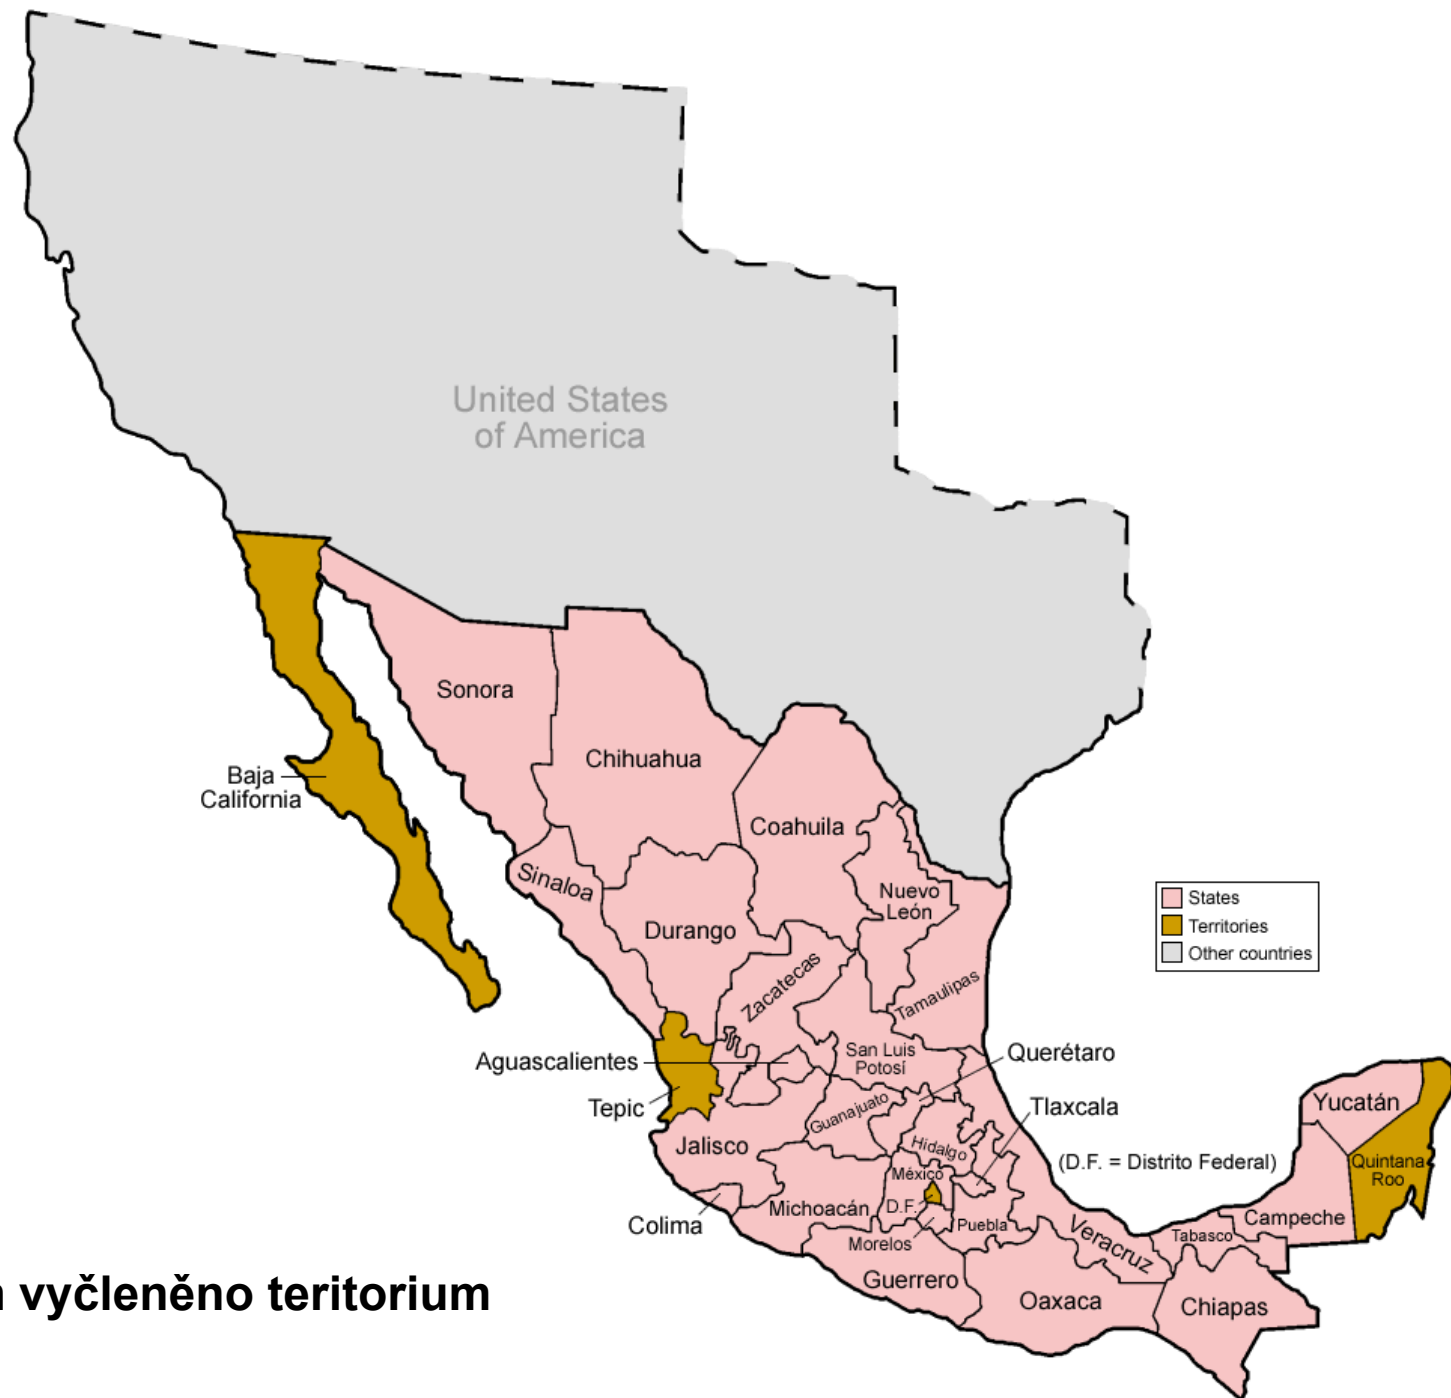 United States
of America
Sonora
Chihuahua
Baja
California
Coahuila
Sinaloa
Nuevo
León
States
Territories
Other countries
Durango
Zacatecas
Tamaulipas
Aguascalientes
San Luis
Potosí
Querétaro
Tepic
Guanajuato
Tlaxcala
Yucatán
Jalisco
Hidalgo
(D.F. = Distrito Federal)
Quintana
Roo
México
D.F.
Michoacán
Colima
Puebla
Campeche
Morelos
Veracruz
Tabasco
Guerrero
Oaxaca
Chiapas
vyčleněno teritorium